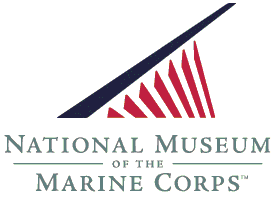 NATIONAL MUSEUM
OF THE
MARINE CORPS™